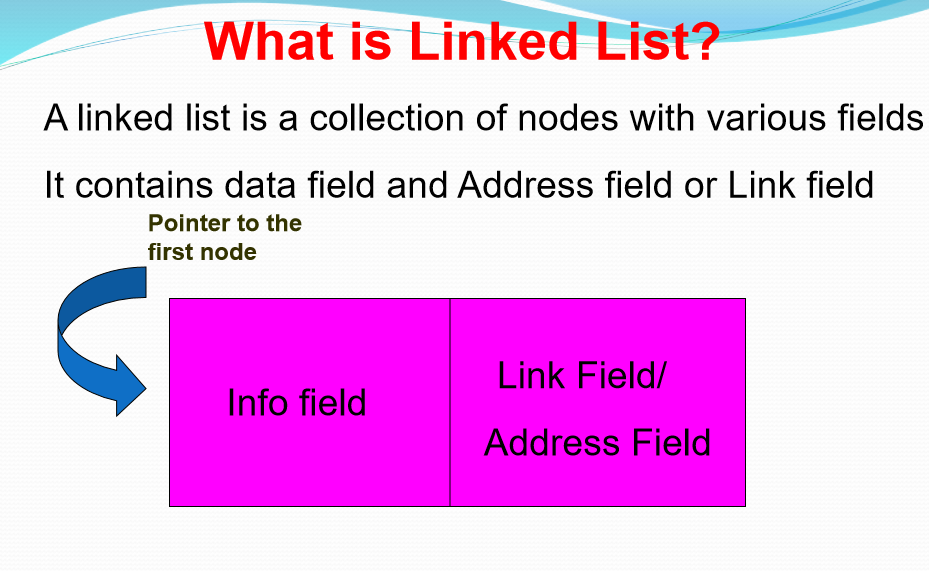 What is Linked List?
A linked list is a collection of nodes with various fields
It contains data field and Address field or Link field
Pointer to the
first node
Info field
Link Field/
Address Field